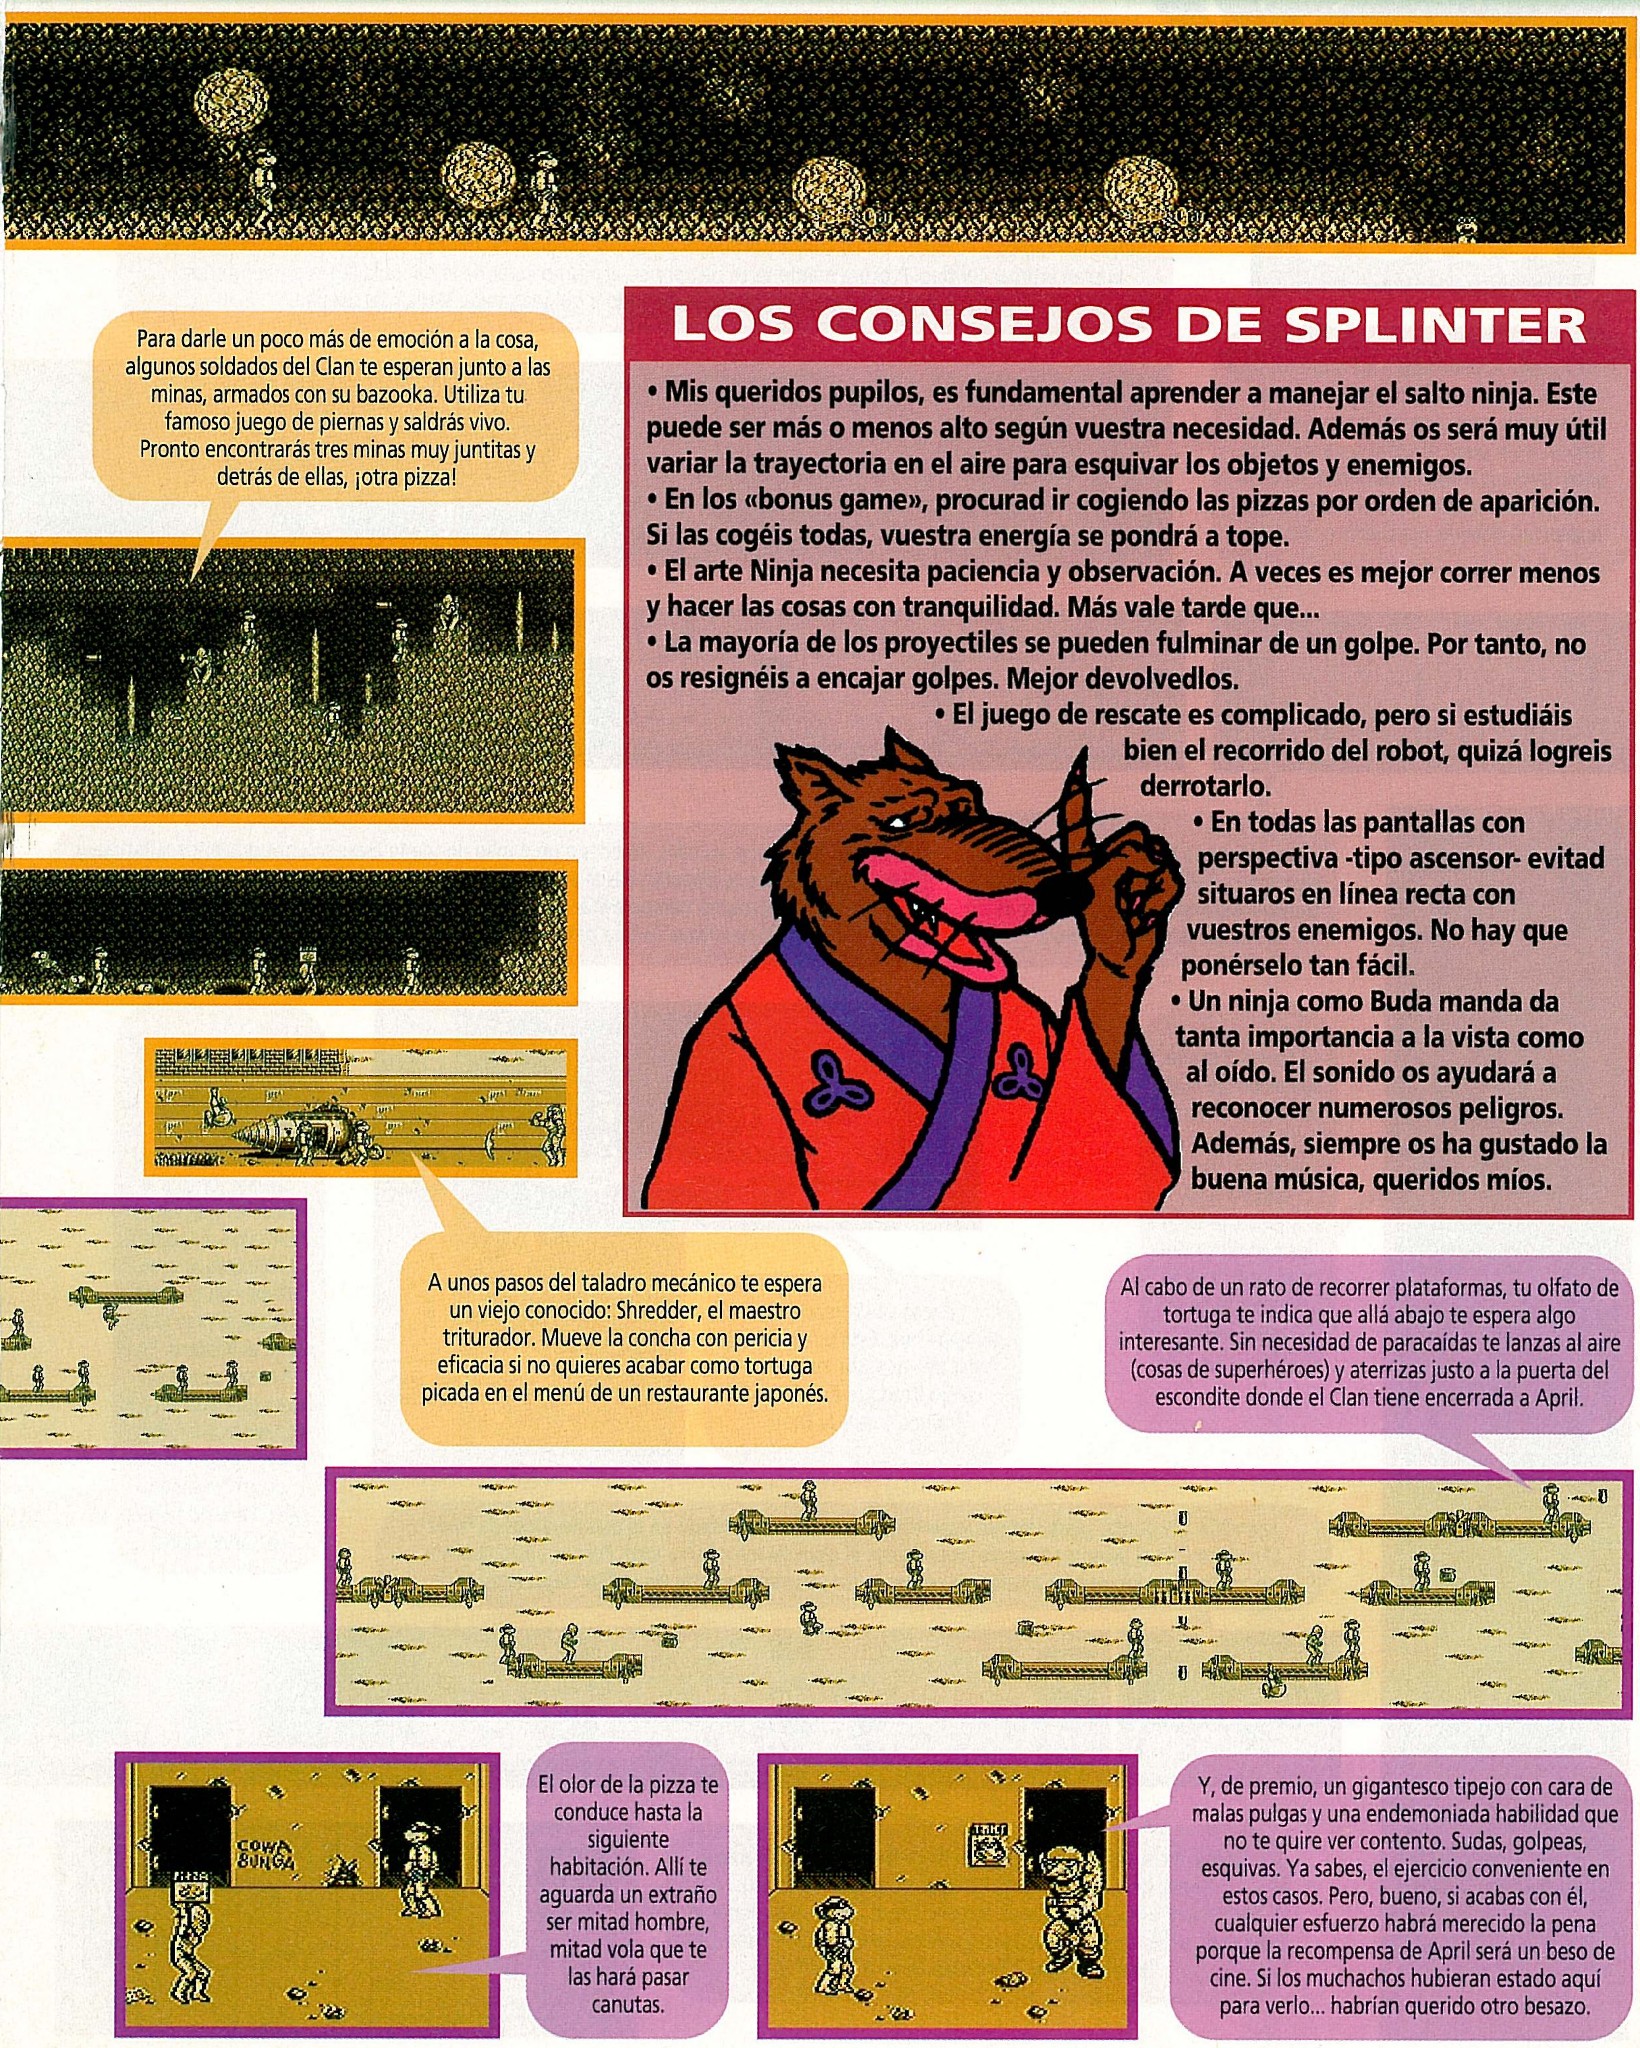 Para darle un poco más de emoción a la cosa,
algunos soldados del Clan te esperan junto a las
minas, armados con su bazooka. Utiliza tu
famoso juego de piernas y saldrás vivo.
Pronto encontrarás tres minas muy juntitas y
detrás de ellas, ¡otra pizza!
LOS CONSEJOS DE SPLINTER
• Mis queridos pupilos, es fundamental aprender a manejar el salto ninja. Este
puede ser más o menos alto según vuestra necesidad. Además os será muy útil
variar la trayectoria en el aire para esquivar los objetos y enemigos.
• En los «bonus game», procurad ir cogiendo las pizzas por orden de aparición.
Si las cogéis todas, vuestra energía se pondrá a tope.
• El arte Ninja necesita paciencia y observación. A veces es mejor correr menos
y hacer las cosas con tranquilidad. Más vale tarde que...
• La mayoría de los proyectiles se pueden fulminar de un golpe. Por tanto, no
os resignéis a encajar golpes. Mejor devolvedlos.
• El juego de rescate es complicado, pero si estudiáis
bien el recorrido del robot, quizá logreis
derrotarlo.
• En todas las pantallas con
perspectiva -tipo ascensor- evitad
situaros en línea recta con
vuestros enemigos. No hay que
ponérselo tan fácil.
• Un ninja como Buda manda da
tanta importancia a la vista como
al oído. El sonido os ayudará a
reconocer numerosos peligros.
Además, siempre os ha gustado la
buena música, queridos míos.
A unos pasos del taladro mecánico te espera
un viejo conocido: Shredder, el maestro
triturador. Mueve la concha con pericia y
eficacia si no quieres acabar como tortuga
picada en el menú de un restaurante japonés.
Al cabo de un rato de recorrer plataformas, tu olfato de
tortuga te indica que allá abajo te espera algo
interesante. Sin necesidad de paracaídas te lanzas al aire
(cosas de superhéroes) y aterrizas justo a la puerta del
escondite donde el Clan tiene encerrada a April.
COWA
BUNGA
PIZZA
El olor de la pizza te
conduce hasta la
siguiente
habitación. Allí te
aguarda un extraño
ser mitad hombre,
mitad vola que te
las hará pasar
canutas.
Y, de premio, un gigantesco tipejo con cara de
malas pulgas y una endemoniada habilidad que
no te quire ver contento. Sudas, golpeas,
esquivas. Ya sabes, el ejercicio conveniente en
estos casos. Pero, bueno, si acabas con él,
cualquier esfuerzo habrá merecido la pena
porque la recompensa de April será un beso de
cine. Si los muchachos hubieran estado aquí
para verlo... habrían querido otro besazo.